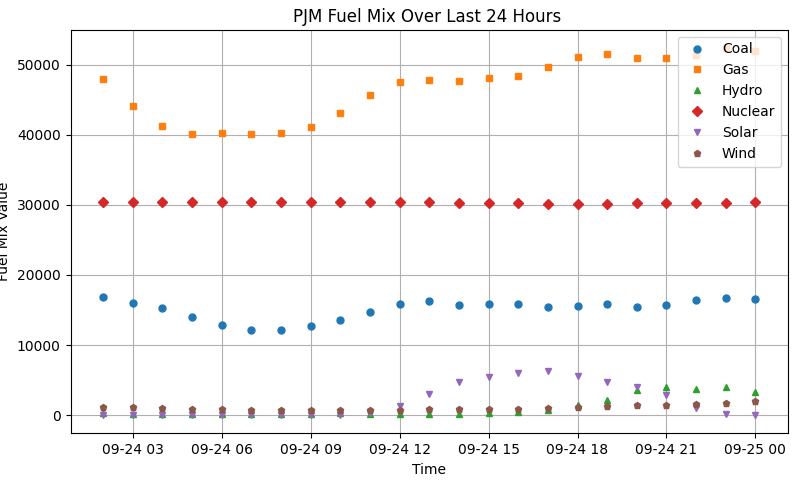 PJM Fuel Mix Over Last 24 Hours
Fuel Mix Value
50000
40000
30000
20000
10000
0
Coal
Gas
Hydro
Nuclear
Solar
Wind
09-24 03
09-24 06
09-24 09
09-24 12
09-24 15
09-24 18
09-24 21
09-25 00
Time